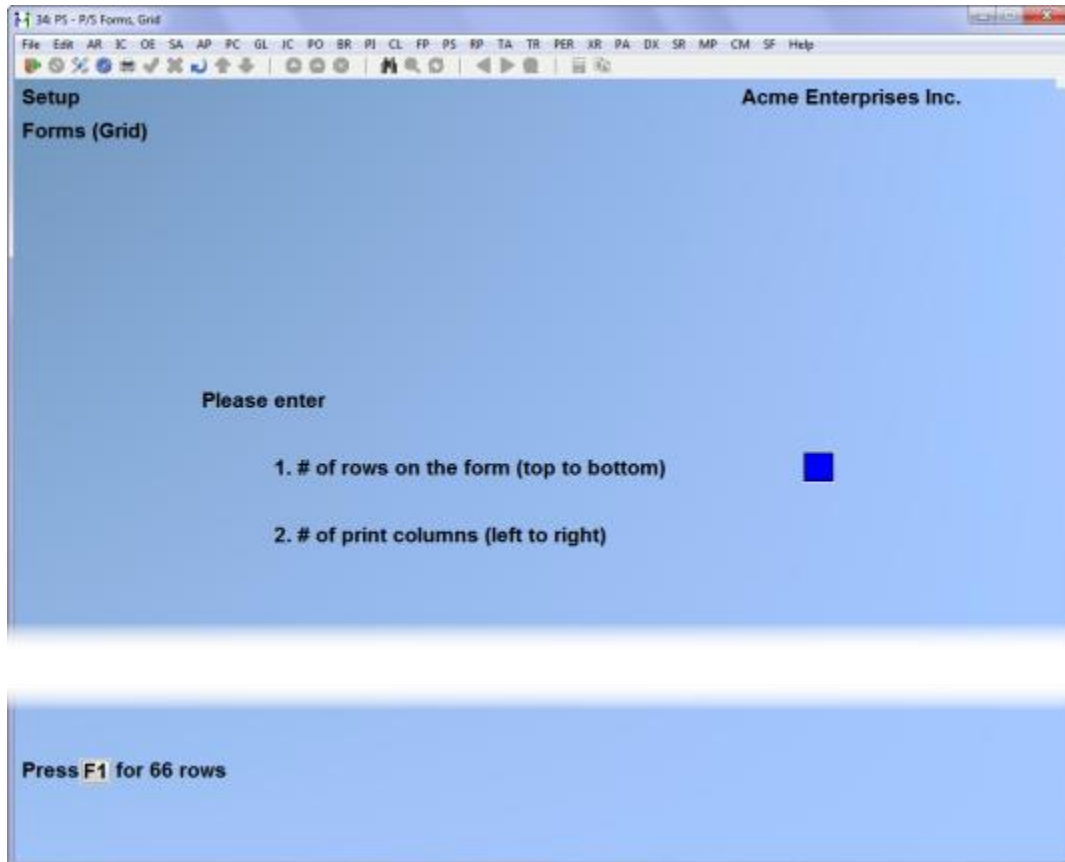 34: PS - P/S Forms, Grid
File Edit AR IC OE SA AP PC GL JC PO BR PI CL FP PS RP TA TR PER XR PA DX SR MP CM SF Help
Setup
Acme Enterprises Inc.
Forms (Grid)
Please enter
1. # of rows on the form (top to bottom)
2. # of print columns (left to right)
Press F1 for 66 rows